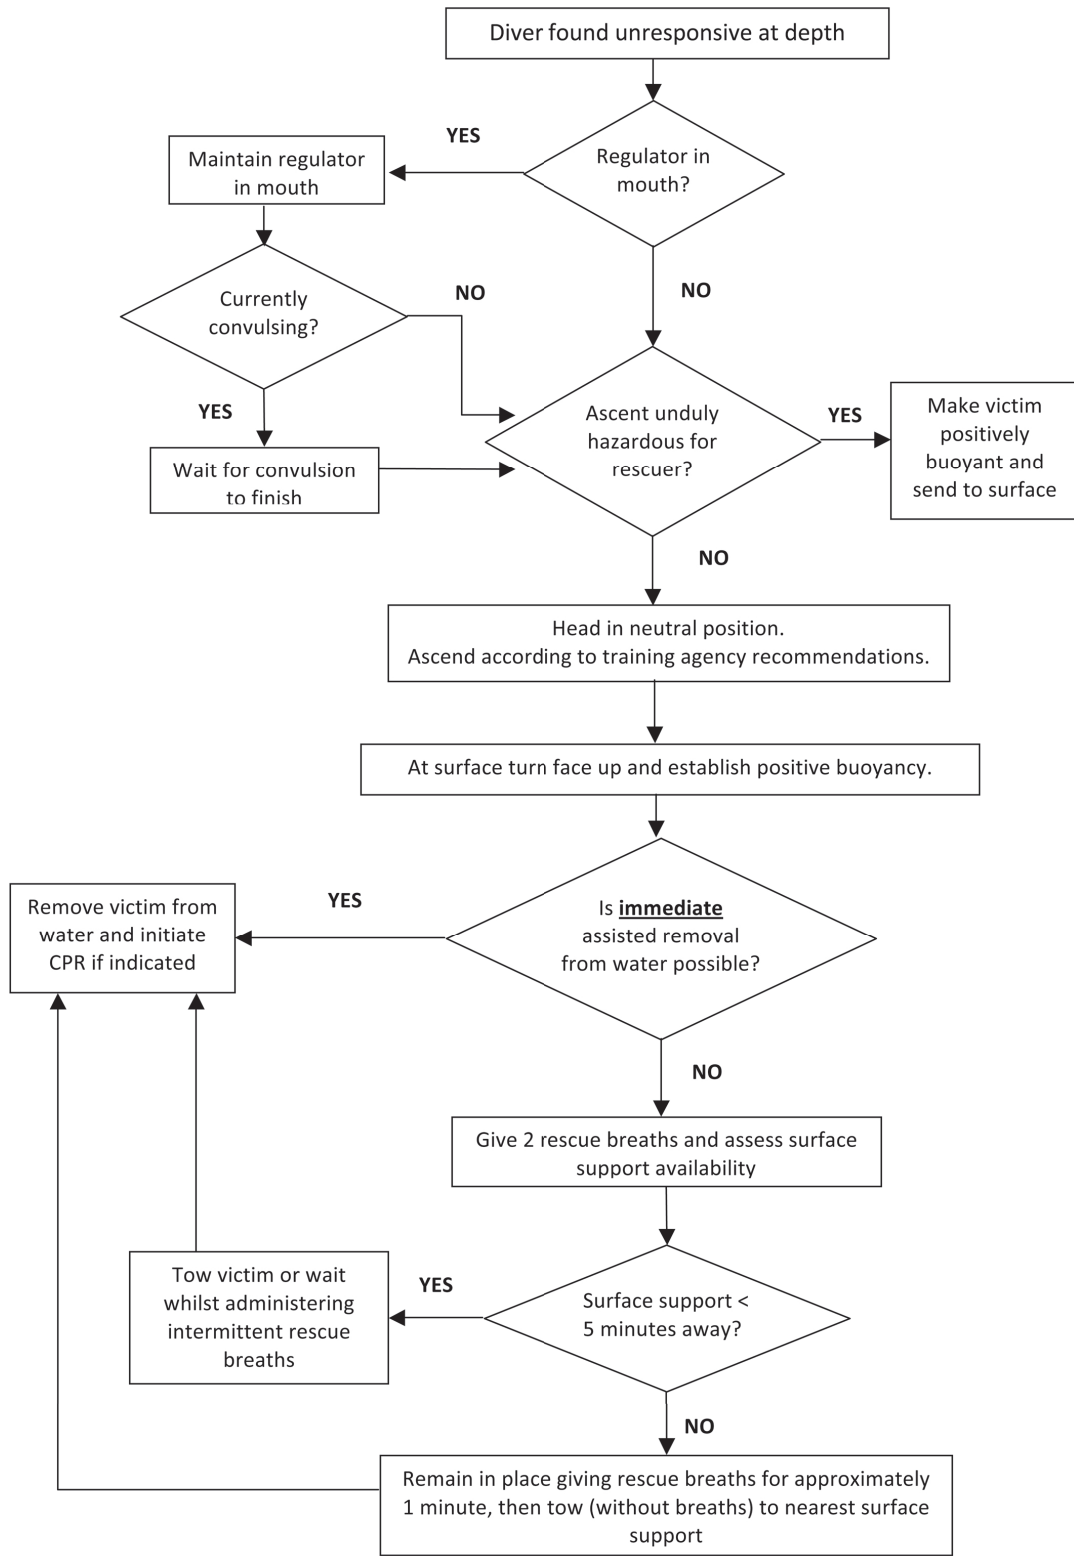 Diver found unresponsive at depth
YES
Regulator in
mouth?
Maintain regulator
in mouth
NO
Currently
convulsing?
NO
YES
Wait for convulsion
to finish
Ascent unduly
hazardous for
rescuer?
YES
Make victim
positively
buoyant and
send to surface
NO
Head in neutral position.
Ascend according to training agency recommendations.
At surface turn face up and establish positive buoyancy.
Is immediate
assisted removal
from water possible?
YES
Remove victim from
water and initiate
CPR if indicated
NO
Give 2 rescue breaths and assess surface
support availability
Surface support <
5 minutes away?
YES
Tow victim or wait
whilst administering
intermittent rescue
breaths
NO
Remain in place giving rescue breaths for approximately
1 minute, then tow (without breaths) to nearest surface
support